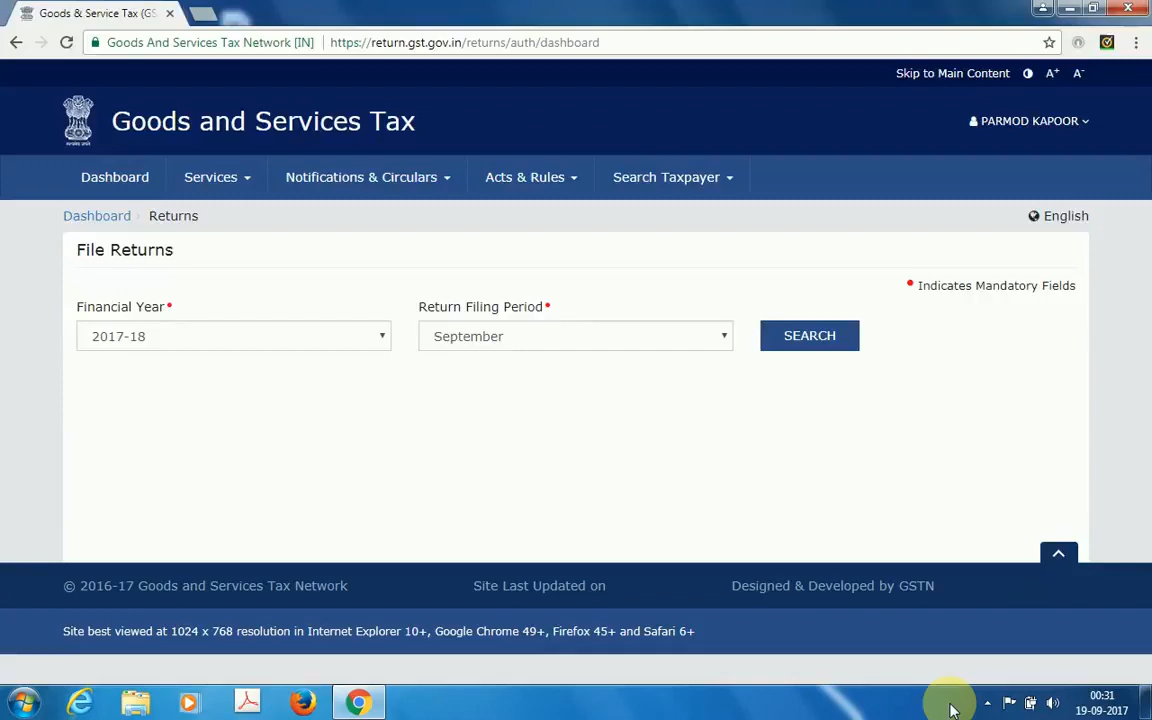 Goods & Service Tax (GS
Goods And Services Tax Network [IN] https://return.gst.gov.in/returns/auth/dashboard
Skip to Main Content A+ A-
Goods and Services Tax
PARMOD KAPOOR
Dashboard Services Notifications & Circulars Acts & Rules Search Taxpayer
Dashboard Returns English
File Returns
• Indicates Mandatory Fields
Financial Year• Return Filing Period•
2017-18 September SEARCH
© 2016-17 Goods and Services Tax Network Site Last Updated on Designed & Developed by GSTN
Site best viewed at 1024 x 768 resolution in Internet Explorer 10+, Google Chrome 49+, Firefox 45+ and Safari 6+
00:31
19-09-2017